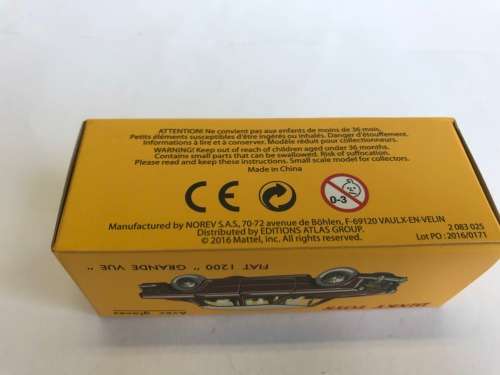 ATTENTION! Ne convient pas aux enfants de moins de 36 mois.
Petits éléments susceptibles d'être ingérés ou inhalés. Danger d'étouffement.
Informations à lire et à conserver. Modèle réduit pour collectionneurs.
WARNING! Keep out of reach of children aged under 36 months.
Contains small parts that can be swallowed. Risk of suffocation.
Please read and keep these instructions. Small scale model for collectors.
Made in China
CE
0-3
Manufactured by NOREV S.A.S, 70-72 avenue de Böhlen, F-69120 VAULX-EN-VELIN
Distributed by EDITIONS ATLAS GROUP.
© 2016 Mattel, inc. All rights reserved.
2 083 025
Lot PO : 2016/0171
FIAT 1200 " GRANDE VUE "
Avec glaces
DINKY TOYS